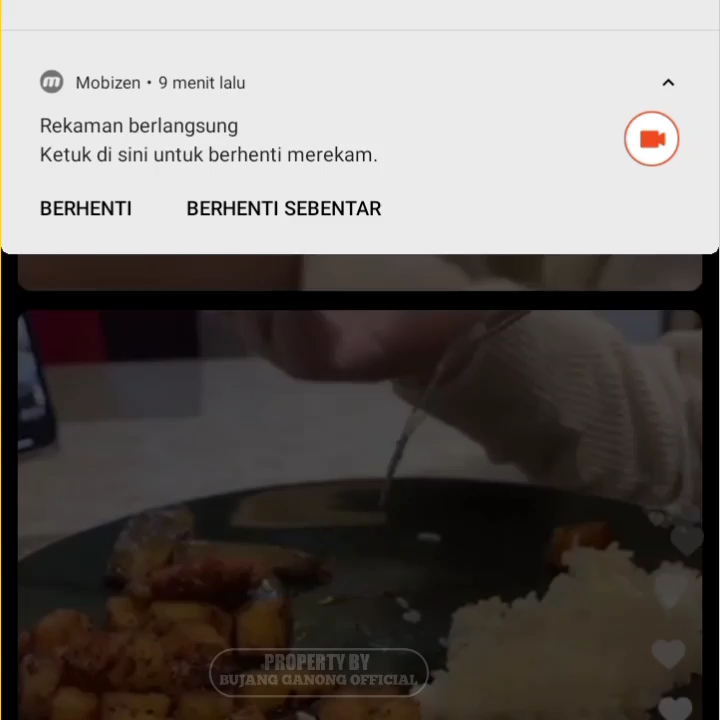 Mobizen • 9 menit lalu
Rekaman berlangsung
Ketuk di sini untuk berhenti merekam.
BERHENTI BERHENTI SEBENTAR
PROPERTY BY
BUJANG GANONG OFFICIAL